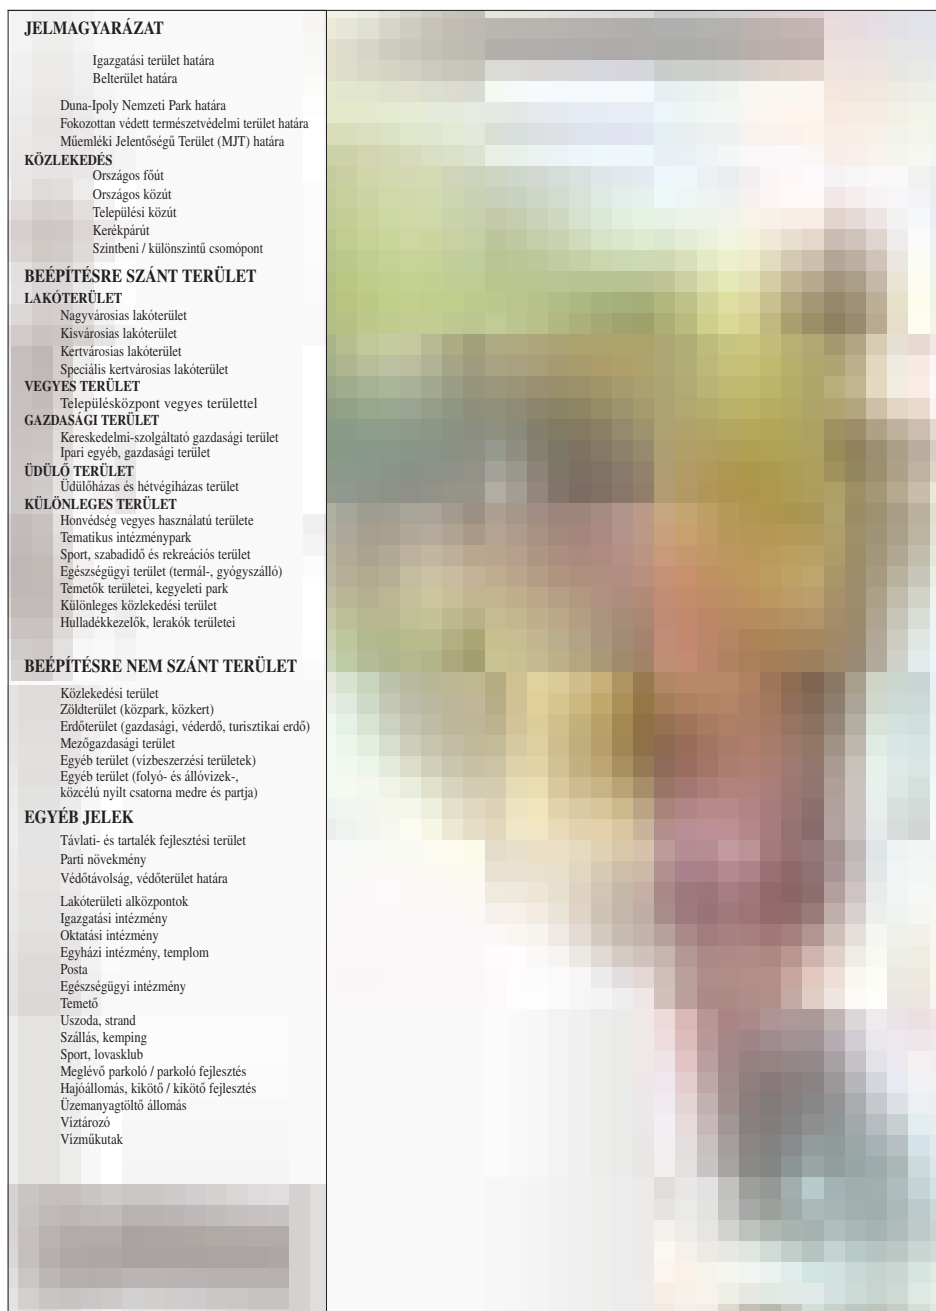 JELMAGYARÁZAT
Igazgatási terület határa
Belterület határa
Duna-Ipoly Nemzeti Park határa
Fokozottan védett természetvédelmi terület határa
Műemléki Jelentőségű Terület (MJT) határa
KÖZLEKEDÉS
Országos főút
Országos közút
Települési közút
Kerékpárút
Szintbeni / különszintű csomópont
BEÉPÍTÉSRE SZÁNT TERÜLET
LAKÓTERÜLET
Nagyvárosias lakóterület
Kisvárosias lakóterület
Kertvárosias lakóterület
Speciális kertvárosias lakóterület
VEGYES TERÜLET
Településközpont vegyes területtel
GAZDASÁGI TERÜLET
Kereskedelmi-szolgáltató gazdasági terület
Ipari egyéb, gazdasági terület
ÜDÜLŐ TERÜLET
Üdülőházas és hétvégiházas terület
KÜLÖNLEGES TERÜLET
Honvédség vegyes használatú területe
Tematikus intézménypark
Sport, szabadidő és rekreációs terület
Egészségügyi terület (termál-, gyógyszálló)
Temetők területei, kegyeleti park
Különleges közlekedési terület
Hulladékkezelők, lerakók területei
BEÉPÍTÉSRE NEM SZÁNT TERÜLET
Közlekedési terület
Zöldterület (közpark, közkert)
Erdőterület (gazdasági, véderdő, turisztikai erdő)
Mezőgazdasági terület
Egyéb terület (vízbeszerzési területek)
Egyéb terület (folyó- és állóvizek-,
közcélú nyílt csatorna medre és partja)
EGYÉB JELEK
Távlati- és tartalék fejlesztési terület
Parti növekmény
Védőtávolság, védőterület határa
Lakóterületi alközpontok
Igazgatási intézmény
Oktatási intézmény
Egyházi intézmény, templom
Posta
Egészségügyi intézmény
Temető
Uszoda, strand
Szállás, kemping
Sport, lovasklub
Meglévő parkoló / parkoló fejlesztés
Hajóállomás, kikötő / kikötő fejlesztés
Üzemanyagtöltő állomás
Víztározó
Vízműkutak